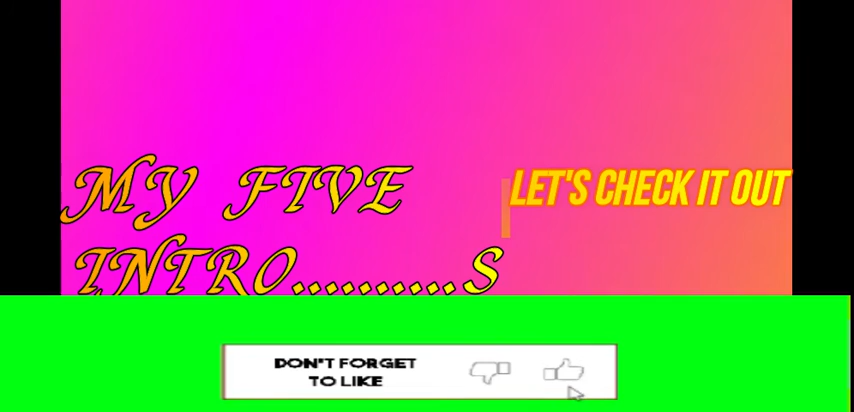 MY FIVE
LET'S CHECK IT OUT
INTRO..........S
DON'T FORGET
TO LIKE